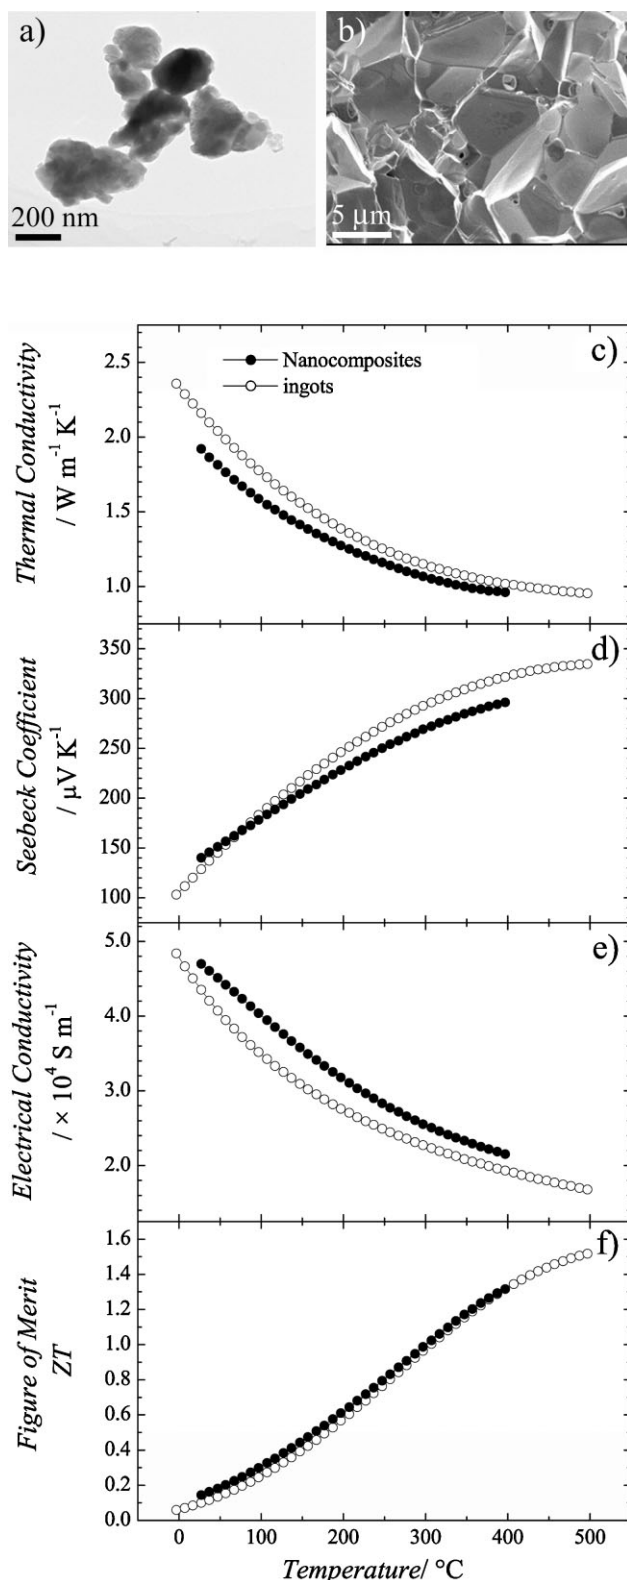 a)
200 nm
b)
5 µm
c)
Nanocomposites
ingots
Thermal Conductivity
/ W m⁻¹ K⁻¹
2.5
2.0
1.5
1.0
d)
Seebeck Coefficient
/ µV K⁻¹
350
300
250
200
150
100
e)
Electrical Conductivity
/ × 10⁴ S m⁻¹
5.0
4.0
3.0
2.0
f)
Figure of Merit
ZT
1.6
1.4
1.2
1.0
0.8
0.6
0.4
0.2
0.0
0 100 200 300 400 500
Temperature/ °C